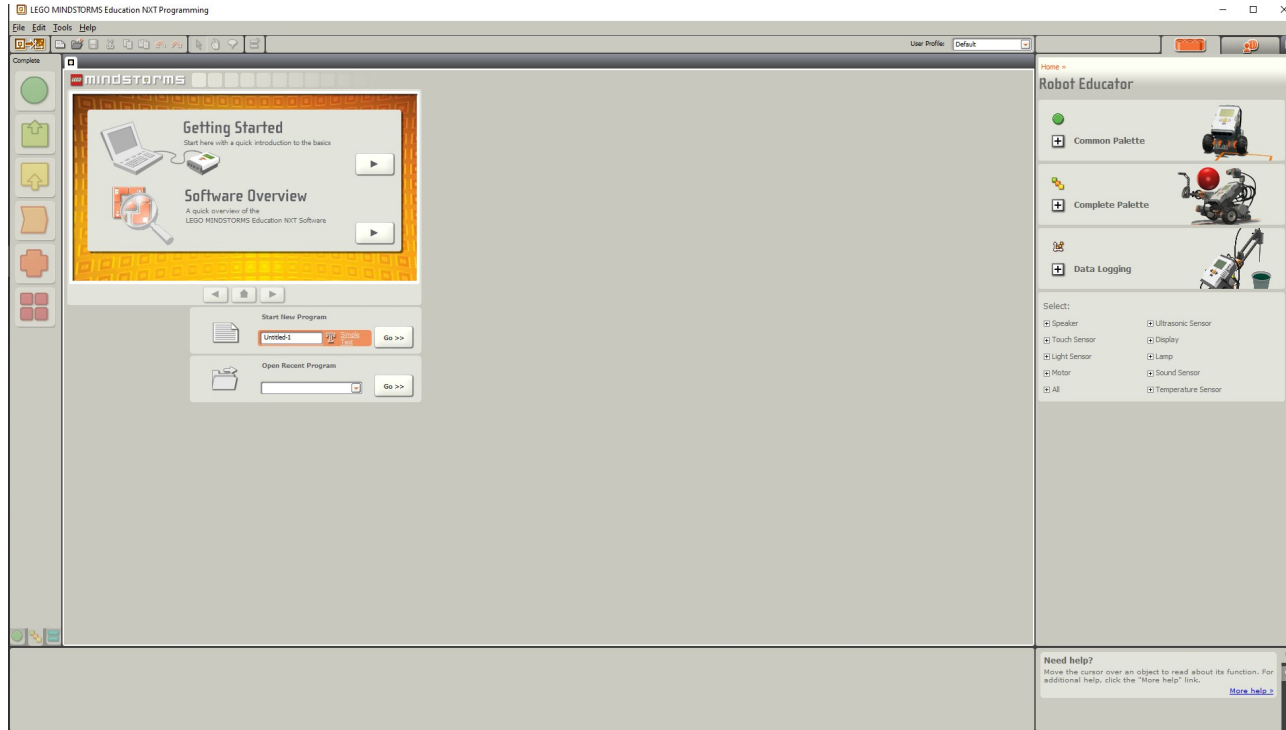 LEGO MINDSTORMS Education NXT Programming
File Edit Tools Help
User Profile: Default
Complete
mindstorms
Getting Started
Start here with a quick introduction to the basics
Software Overview
A quick overview of the
LEGO MINDSTORMS Education NXT Software
Start New Program
Untitled-1
Go >>
Open Recent Program
Go >>
Home »
Robot Educator
Common Palette
Complete Palette
Data Logging
Select:
Speaker Ultrasonic Sensor
Touch Sensor Display
Light Sensor Lamp
Motor Sound Sensor
All Temperature Sensor
Need help?
Move the cursor over an object to read about its function. For
additional help, click the "More help" link.
More help »